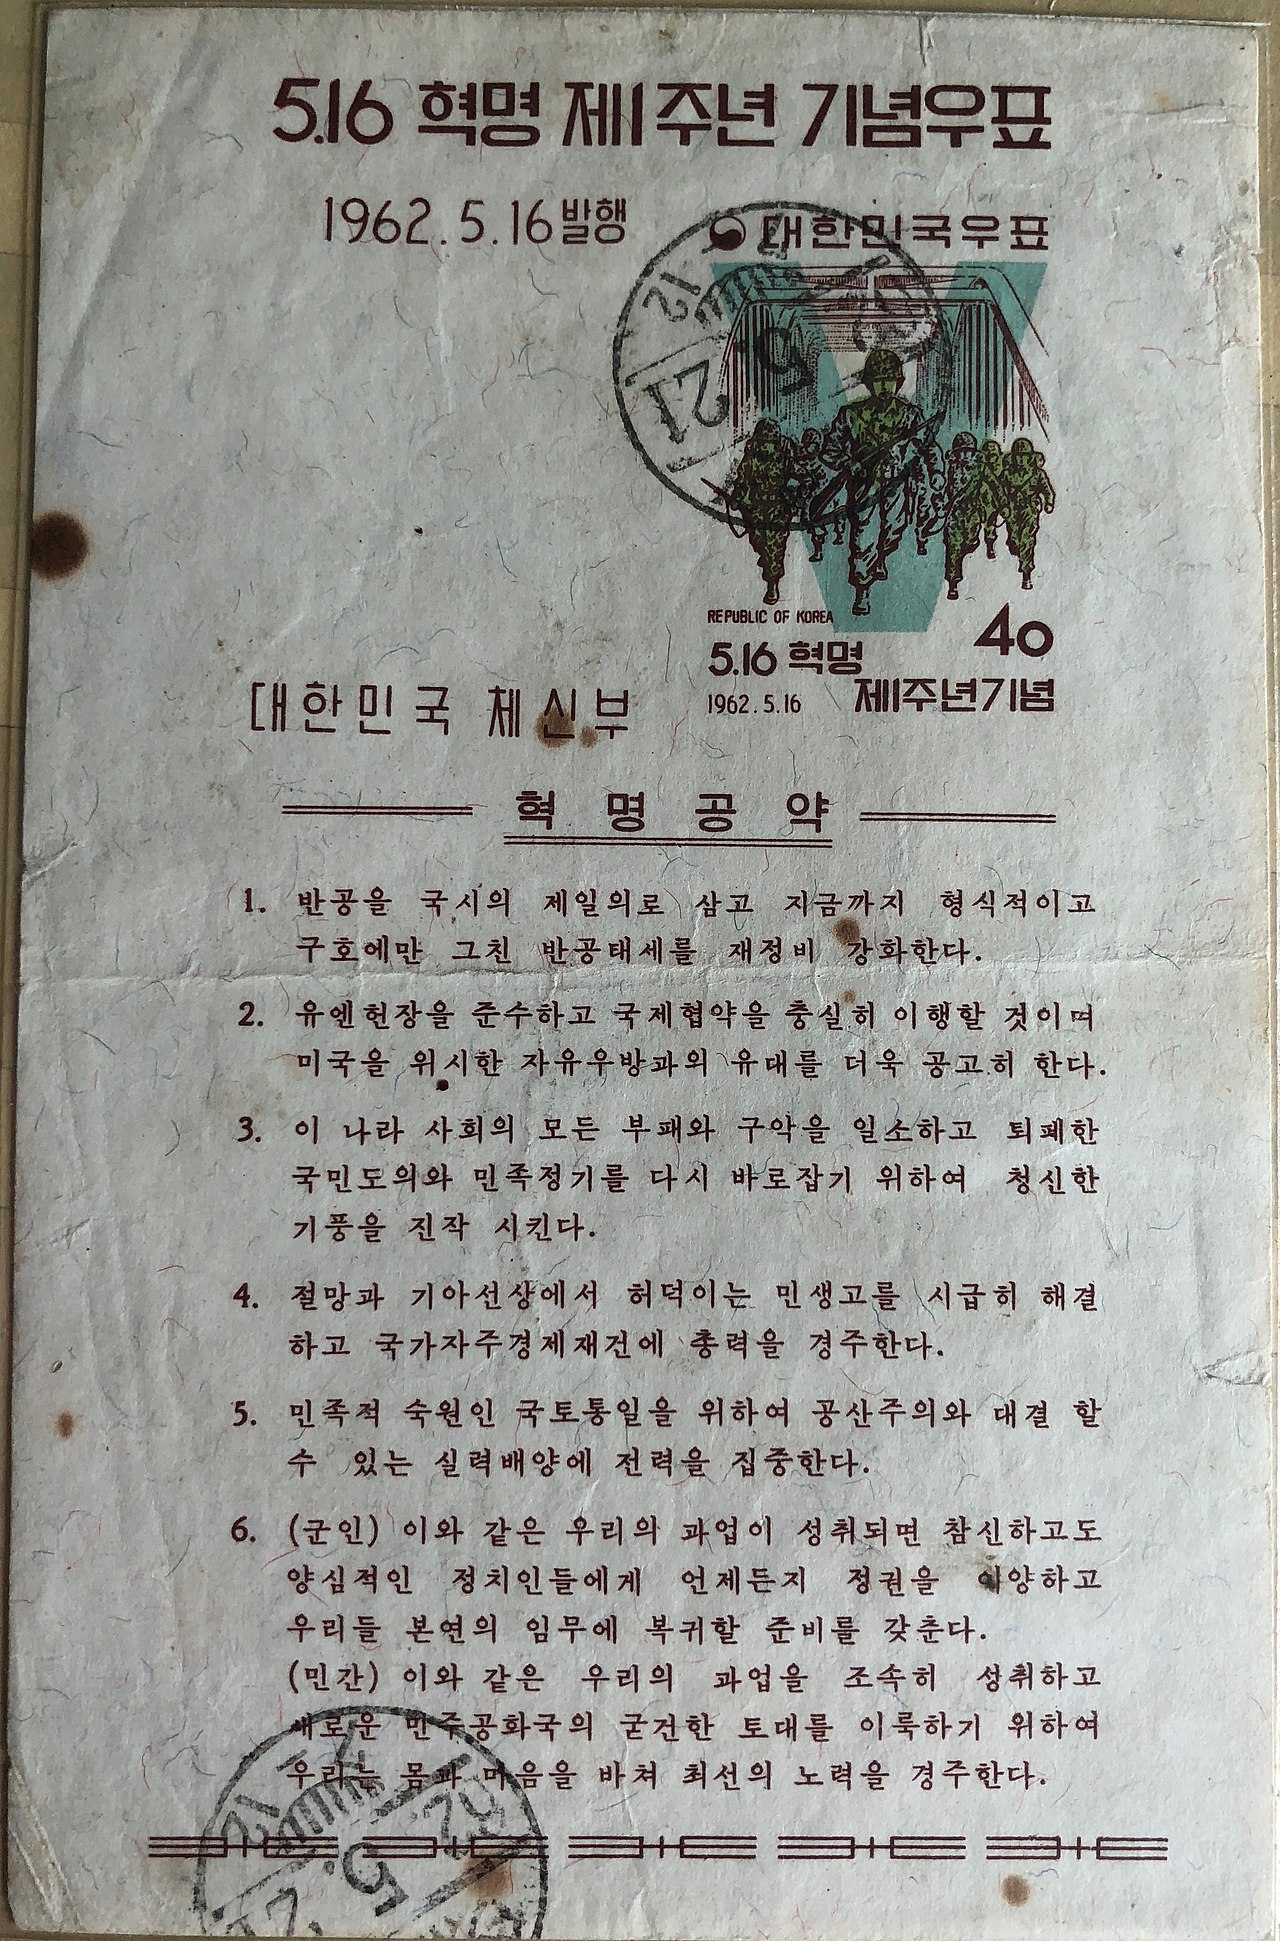 5.16 혁명 제1주년 기념우표
1962.5.16 발행
대한민국우표
REPUBLIC OF KOREA
40
5.16 혁명
1962.5.16 제1주년기념
대한민국 체신부
혁명공약
1. 반공을 국시의 제일의로 삼고 지금까지 형식적이고
구호에만 그친 반공태세를 재정비 강화한다.
2. 유엔헌장을 준수하고 국제협약을 충실히 이행할 것이며
미국을 위시한 자유우방과의 유대를 더욱 공고히 한다.
3. 이 나라 사회의 모든 부패와 구악을 일소하고 퇴폐한
국민도의와 민족정기를 다시 바로잡기 위하여 청신한
기풍을 진작 시킨다.
4. 절망과 기아선상에서 허덕이는 민생고를 시급히 해결
하고 국가자주경제재건에 총력을 경주한다.
5. 민족적 숙원인 국토통일을 위하여 공산주의와 대결 할
수 있는 실력배양에 전력을 집중한다.
6. (군인) 이와 같은 우리의 과업이 성취되면 참신하고도
양심적인 정치인들에게 언제든지 정권을 이양하고
우리들 본연의 임무에 복귀할 준비를 갖춘다.
(민간) 이와 같은 우리의 과업을 조속히 성취하고
새로운 민주공화국의 굳건한 토대를 이룩하기 위하여
우리는 몸과 마음을 바쳐 최선의 노력을 경주한다.